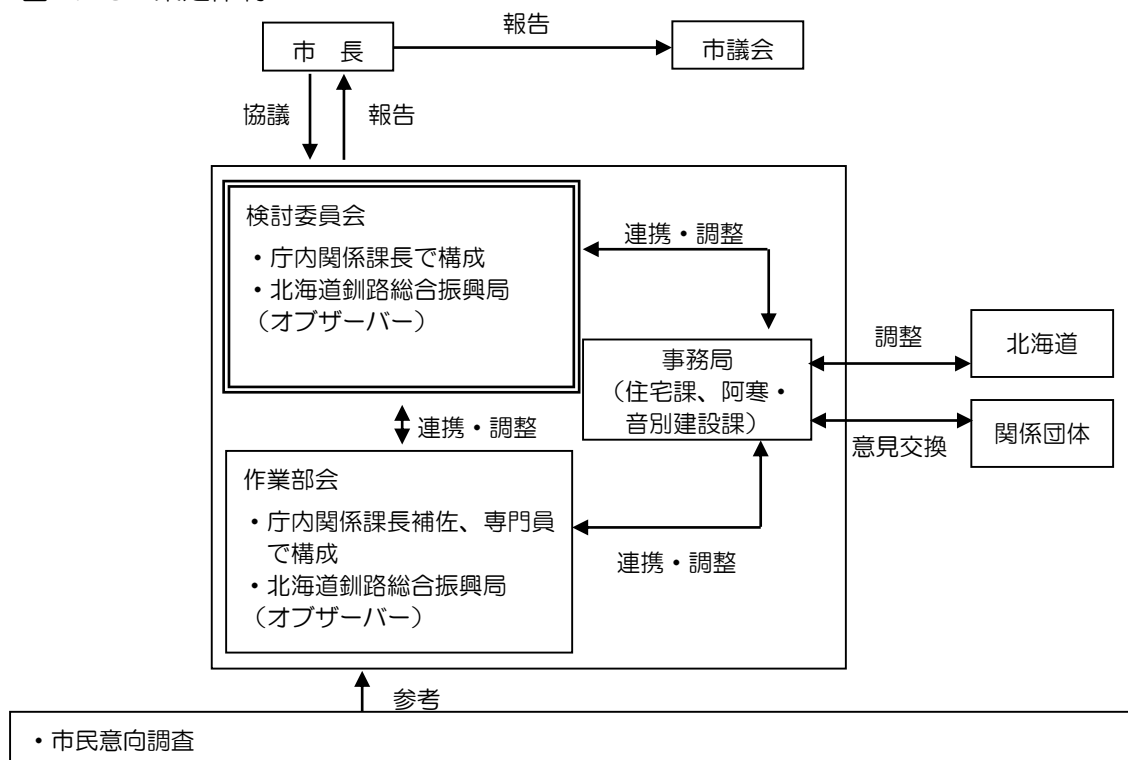 報告
市　長
市議会
協議
報告
検討委員会
・庁内関係課長で構成
・北海道釧路総合振興局
（オブザーバー）
連携・調整
事務局
（住宅課、阿寒・
音別建設課）
調整
北海道
意見交換
関係団体
連携・調整
作業部会
・庁内関係課長補佐、専門員
で構成
・北海道釧路総合振興局
（オブザーバー）
連携・調整
参考
・市民意向調査